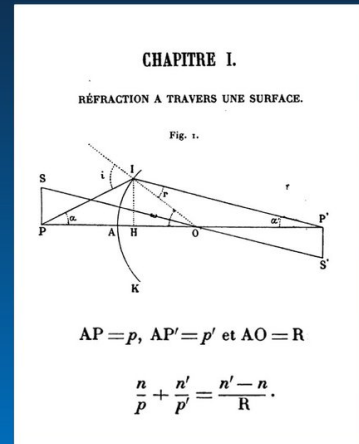 CHAPITRE I.
RÉFRACTION A TRAVERS UNE SURFACE.
Fig. 1.
i I
S r r
α ω α'
P A H O P'
S'
K
AP = p, AP' = p' et AO = R
n/p + n'/p' = (n' − n)/R.